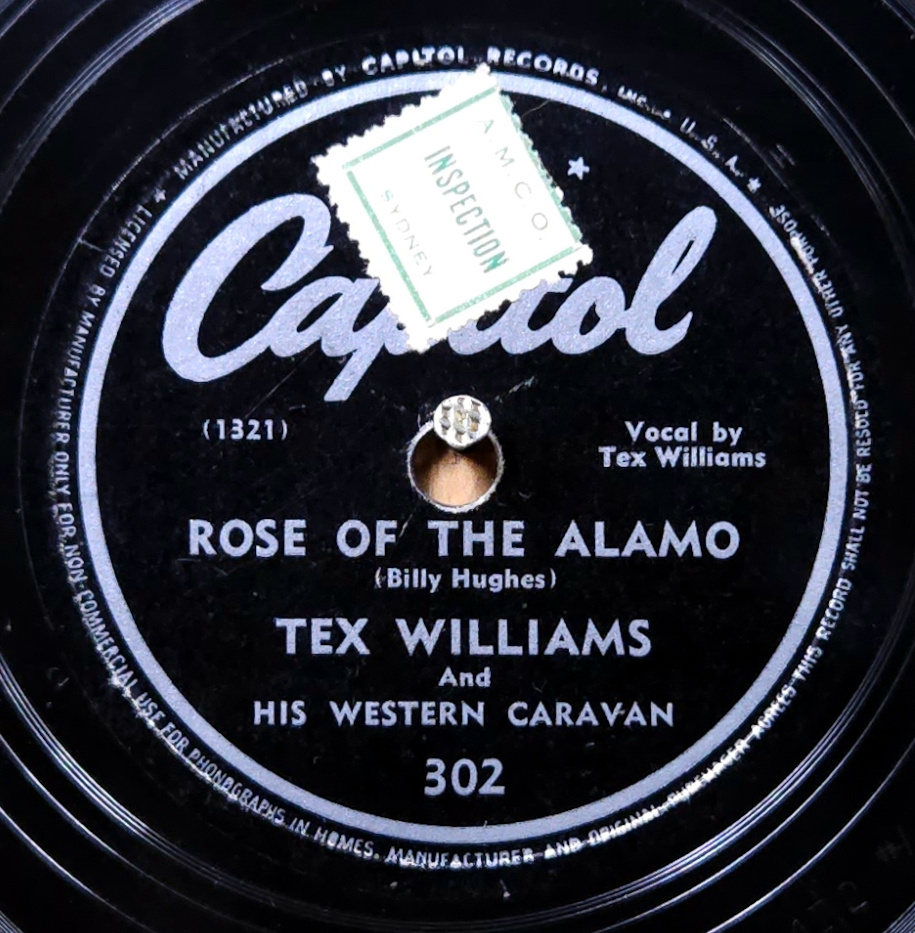 ★ MANUFACTURED BY CAPITOL RECORDS, INC., U.S.A. ★
A.M.CO.
INSPECTION
SYDNEY
Capitol
(1321)
Vocal by
Tex Williams
ROSE OF THE ALAMO
(Billy Hughes)
TEX WILLIAMS
And
HIS WESTERN CARAVAN
302
LICENSED BY MANUFACTURER ONLY FOR NON-COMMERCIAL USE FOR PHONOGRAPHS IN HOMES. MANUFACTURER AND ORIGINAL PURCHASER AGREES THIS RECORD SHALL NOT BE RESOLD FOR ANY OTHER PURPOSE